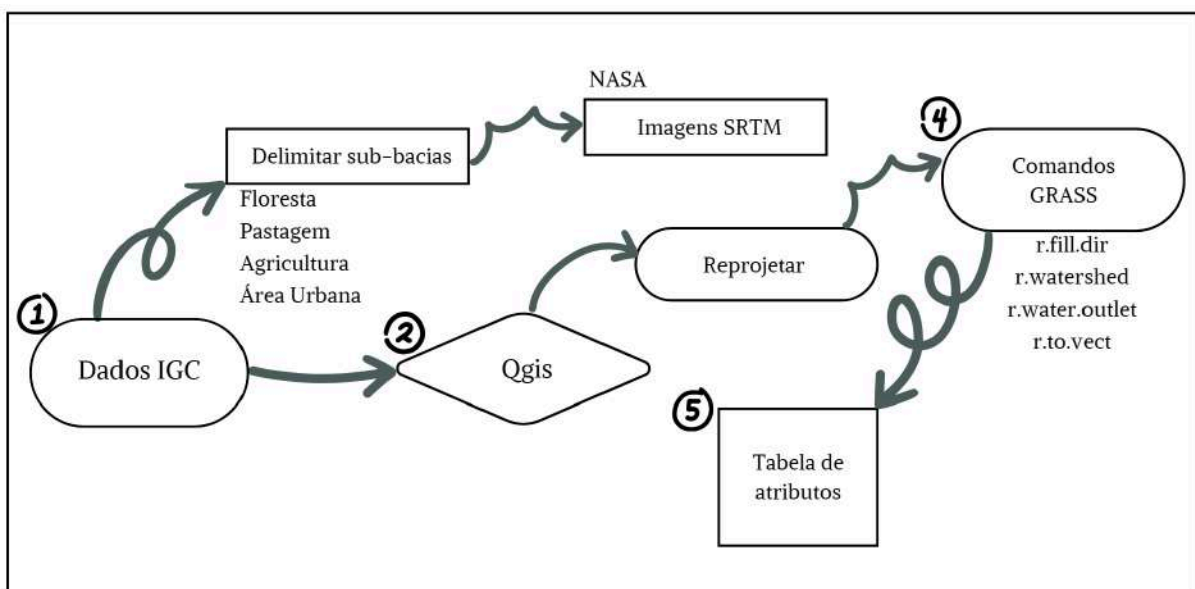 NASA
Imagens SRTM
Delimitar sub-bacias
Floresta
Pastagem
Agricultura
Área Urbana
1
Dados IGC
2
Qgis
Reprojetar
4
Comandos
GRASS
r.fill.dir
r.watershed
r.water.outlet
r.to.vect
5
Tabela de
atributos